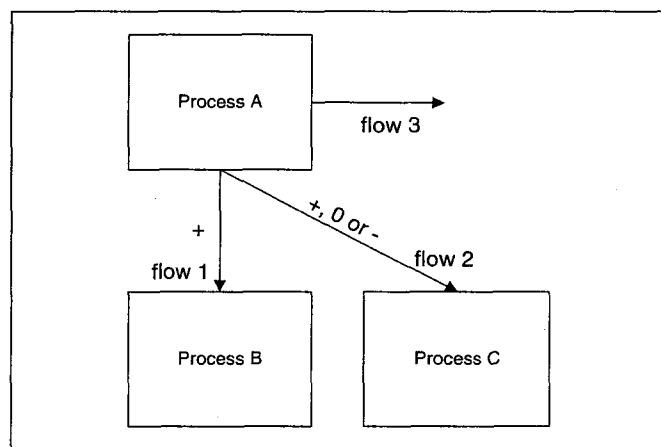 Process A
flow 3
+
+, 0 or -
flow 1
flow 2
Process B
Process C